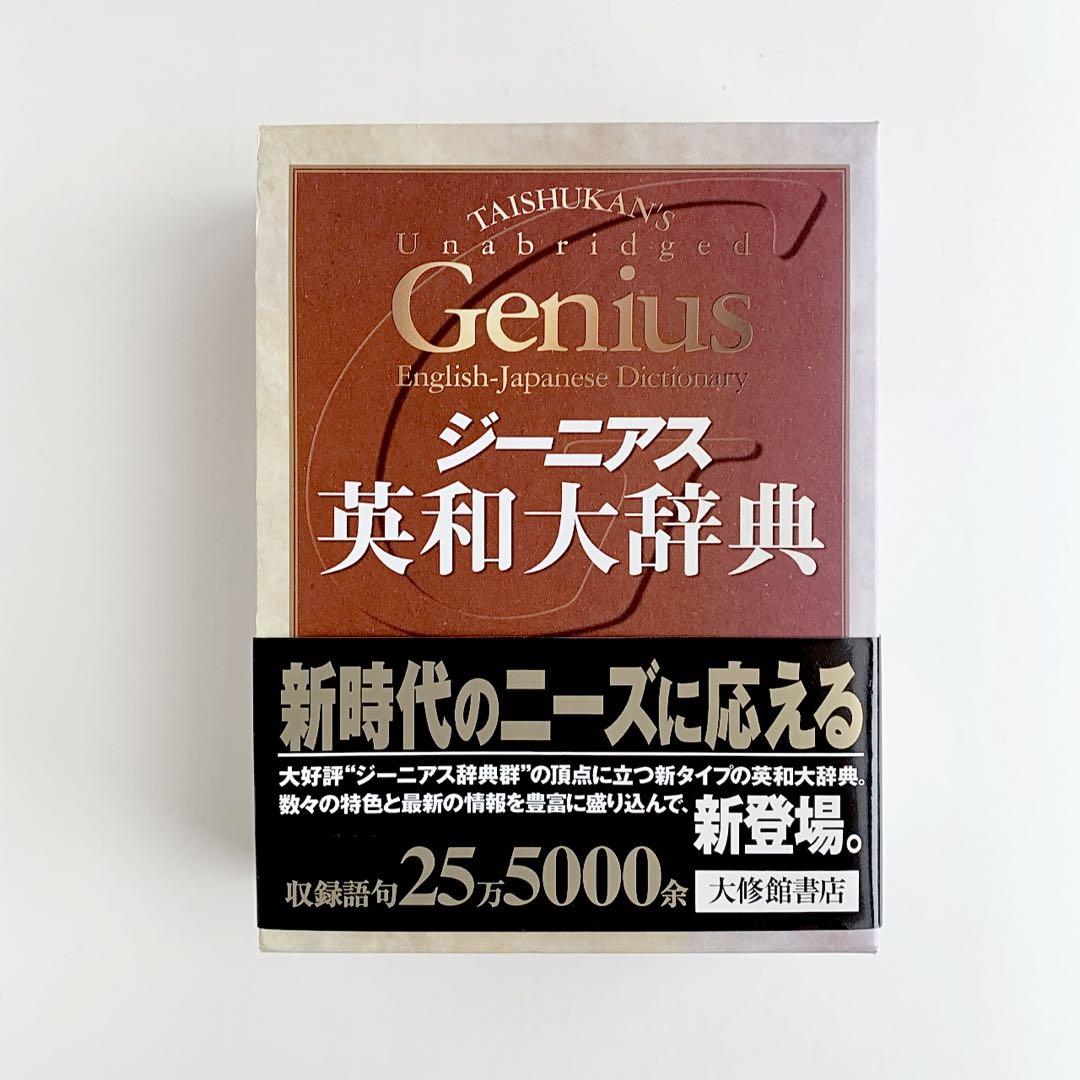 TAISHUKAN's
Unabridged
Genius
English-Japanese Dictionary
ジーニアス
英和大辞典
新時代のニーズに応える
大好評“ジーニアス辞典群”の頂点に立つ新タイプの英和大辞典。
数々の特色と最新の情報を豊富に盛り込んで、新登場。
収録語句25万5000余 大修館書店